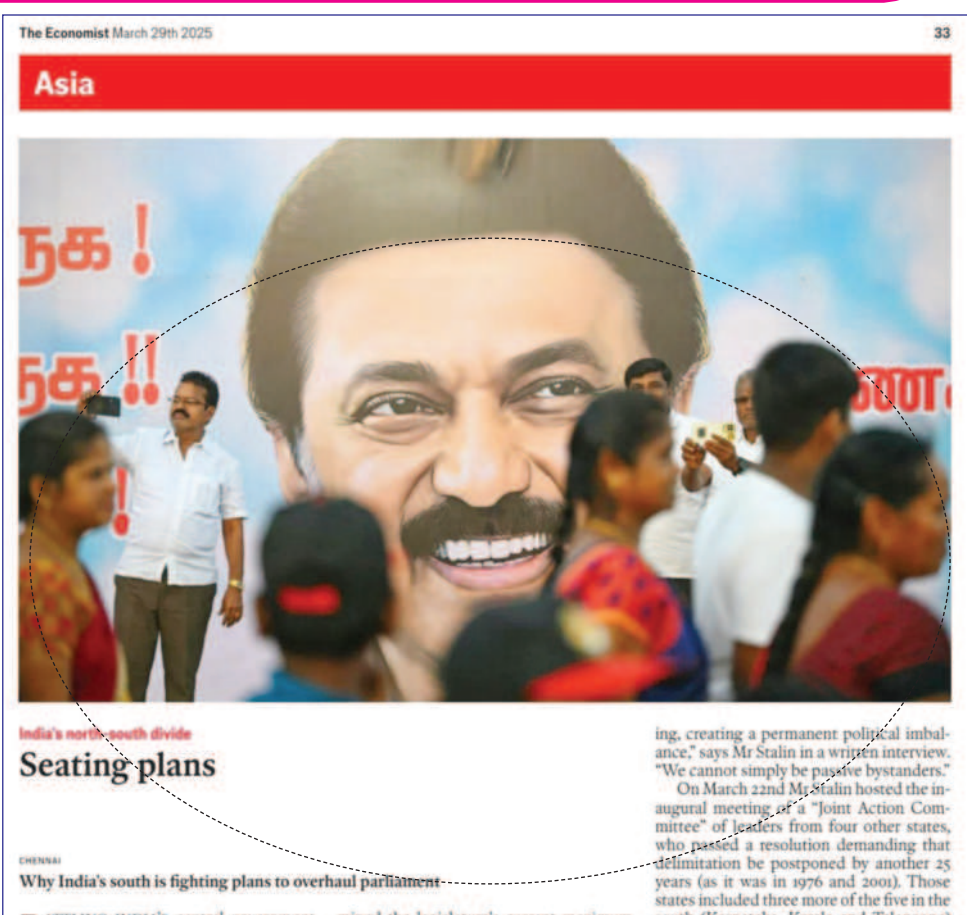 The Economist March 29th 2025
33
Asia
India's north-south divide
Seating plans
CHENNAI
Why India's south is fighting plans to overhaul parliament
ing, creating a permanent political imbal-
ance," says Mr Stalin in a written interview.
"We cannot simply be passive bystanders."
On March 22nd Mr Stalin hosted the in-
augural meeting of a "Joint Action Com-
mittee" of leaders from four other states,
who passed a resolution demanding that
delimitation be postponed by another 25
years (as it was in 1976 and 2001). Those
states included three more of the five in the